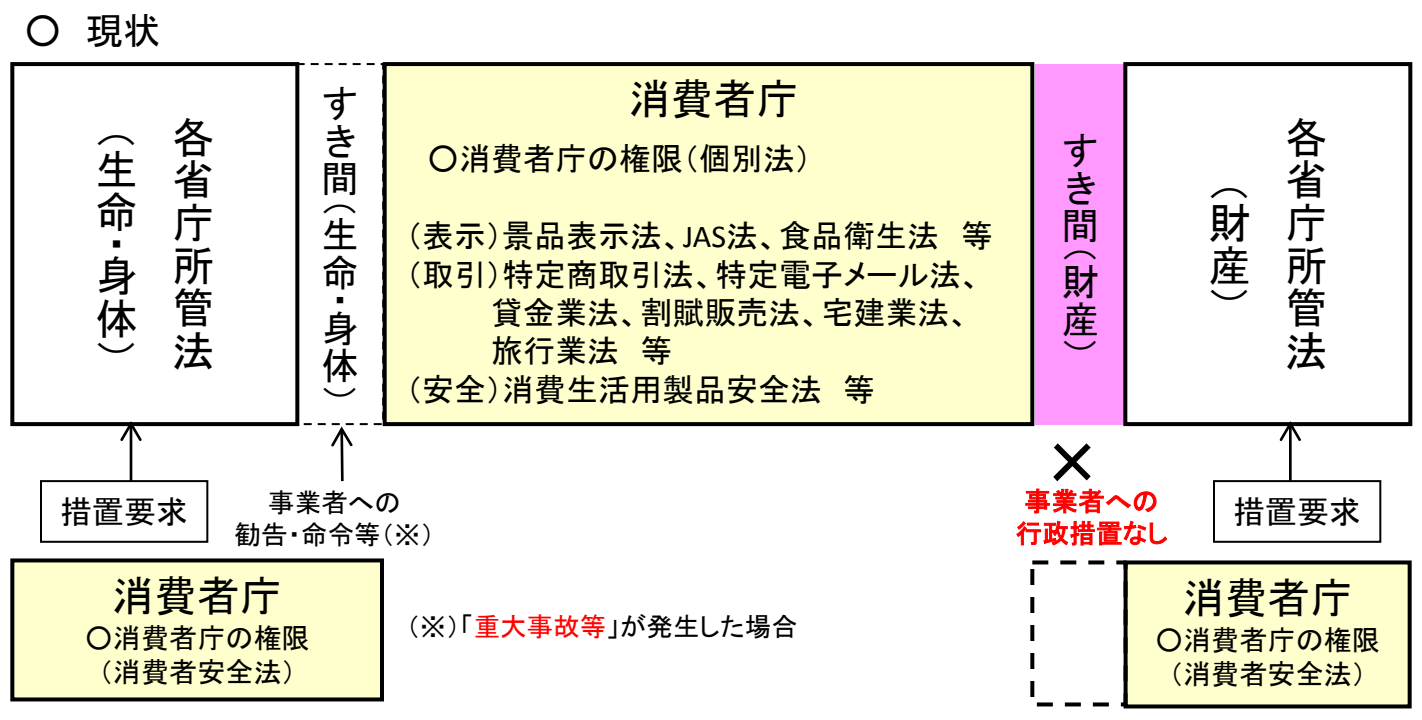 ○ 現状
各省庁所管法
(生命・身体)
すき間(生命・身体)
消費者庁
○消費者庁の権限(個別法)
(表示)景品表示法、JAS法、食品衛生法 等
(取引)特定商取引法、特定電子メール法、
貸金業法、割賦販売法、宅建業法、
旅行業法 等
(安全)消費生活用製品安全法 等
すき間(財産)
各省庁所管法
(財産)
措置要求
事業者への
勧告・命令等(※)
×
事業者への
行政措置なし
措置要求
消費者庁
○消費者庁の権限
(消費者安全法)
(※)「重大事故等」が発生した場合
消費者庁
○消費者庁の権限
(消費者安全法)